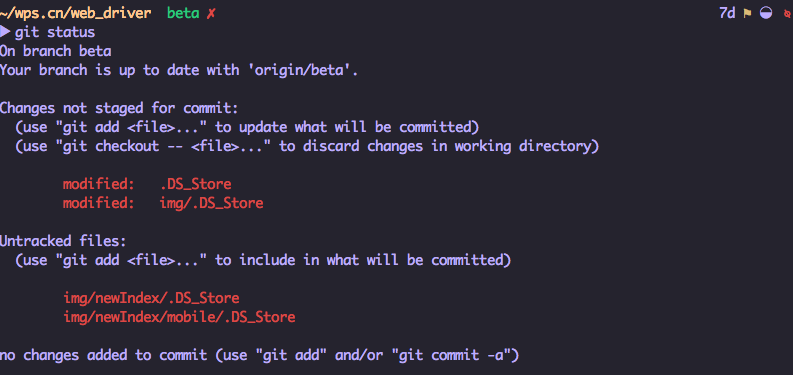 ~/wps.cn/web_driver beta ✗ 7d ⚑ ◒
▶ git status
On branch beta
Your branch is up to date with 'origin/beta'.
Changes not staged for commit:
(use "git add <file>..." to update what will be committed)
(use "git checkout -- <file>..." to discard changes in working directory)
modified: .DS_Store
modified: img/.DS_Store
Untracked files:
(use "git add <file>..." to include in what will be committed)
img/newIndex/.DS_Store
img/newIndex/mobile/.DS_Store
no changes added to commit (use "git add" and/or "git commit -a")